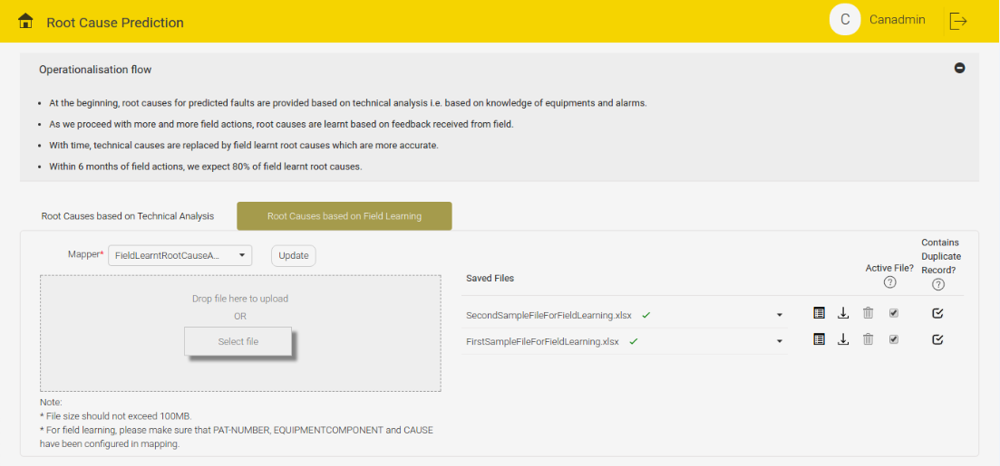 Root Cause Prediction
C
Canadmin
Operationalisation flow
At the beginning, root causes for predicted faults are provided based on technical analysis i.e. based on knowledge of equipments and alarms.
As we proceed with more and more field actions, root causes are learnt based on feedback received from field.
With time, technical causes are replaced by field learnt root causes which are more accurate.
Within 6 months of field actions, we expect 80% of field learnt root causes.
Root Causes based on Technical Analysis
Root Causes based on Field Learning
Mapper*
FieldLearntRootCauseA...
Update
Drop file here to upload
OR
Select file
Note:
* File size should not exceed 100MB.
* For field learning, please make sure that PAT-NUMBER, EQUIPMENTCOMPONENT and CAUSE
have been configured in mapping.
Saved Files
Active File?
?
Contains
Duplicate
Record?
?
SecondSampleFileForFieldLearning.xlsx
FirstSampleFileForFieldLearning.xlsx